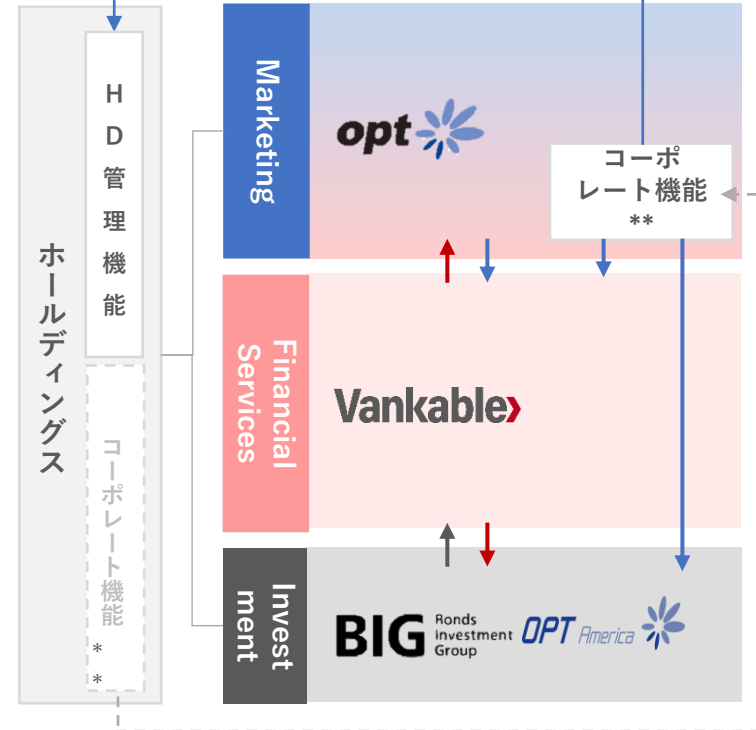 ホールディングス
HD管理機能
コーポレート機能
**
Marketing
opt
コーポ
レート機能
**
Financial
Services
Vankable
Invest
ment
BIG
Bonds
Investment
Group
OPT America